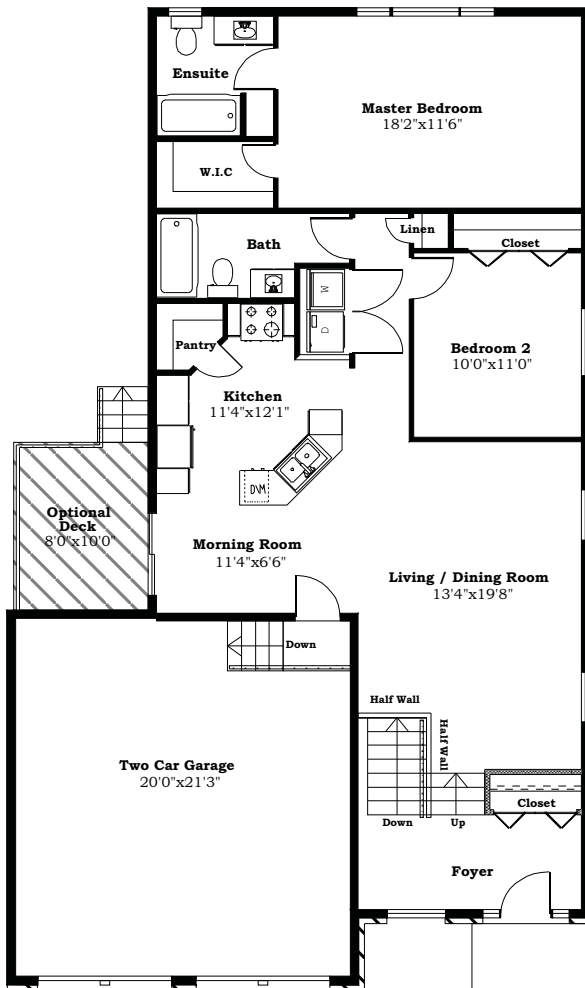 Ensuite
Master Bedroom
18'2"x11'6"
W.I.C
Linen
Bath
Closet
W
D
Pantry
Bedroom 2
10'0"x11'0"
Kitchen
11'4"x12'1"
D\M
Optional
Deck
8'0"x10'0"
Morning Room
11'4"x6'6"
Living / Dining Room
13'4"x19'8"
Down
Half Wall
Half Wall
Two Car Garage
20'0"x21'3"
Closet
Down
Up
Foyer